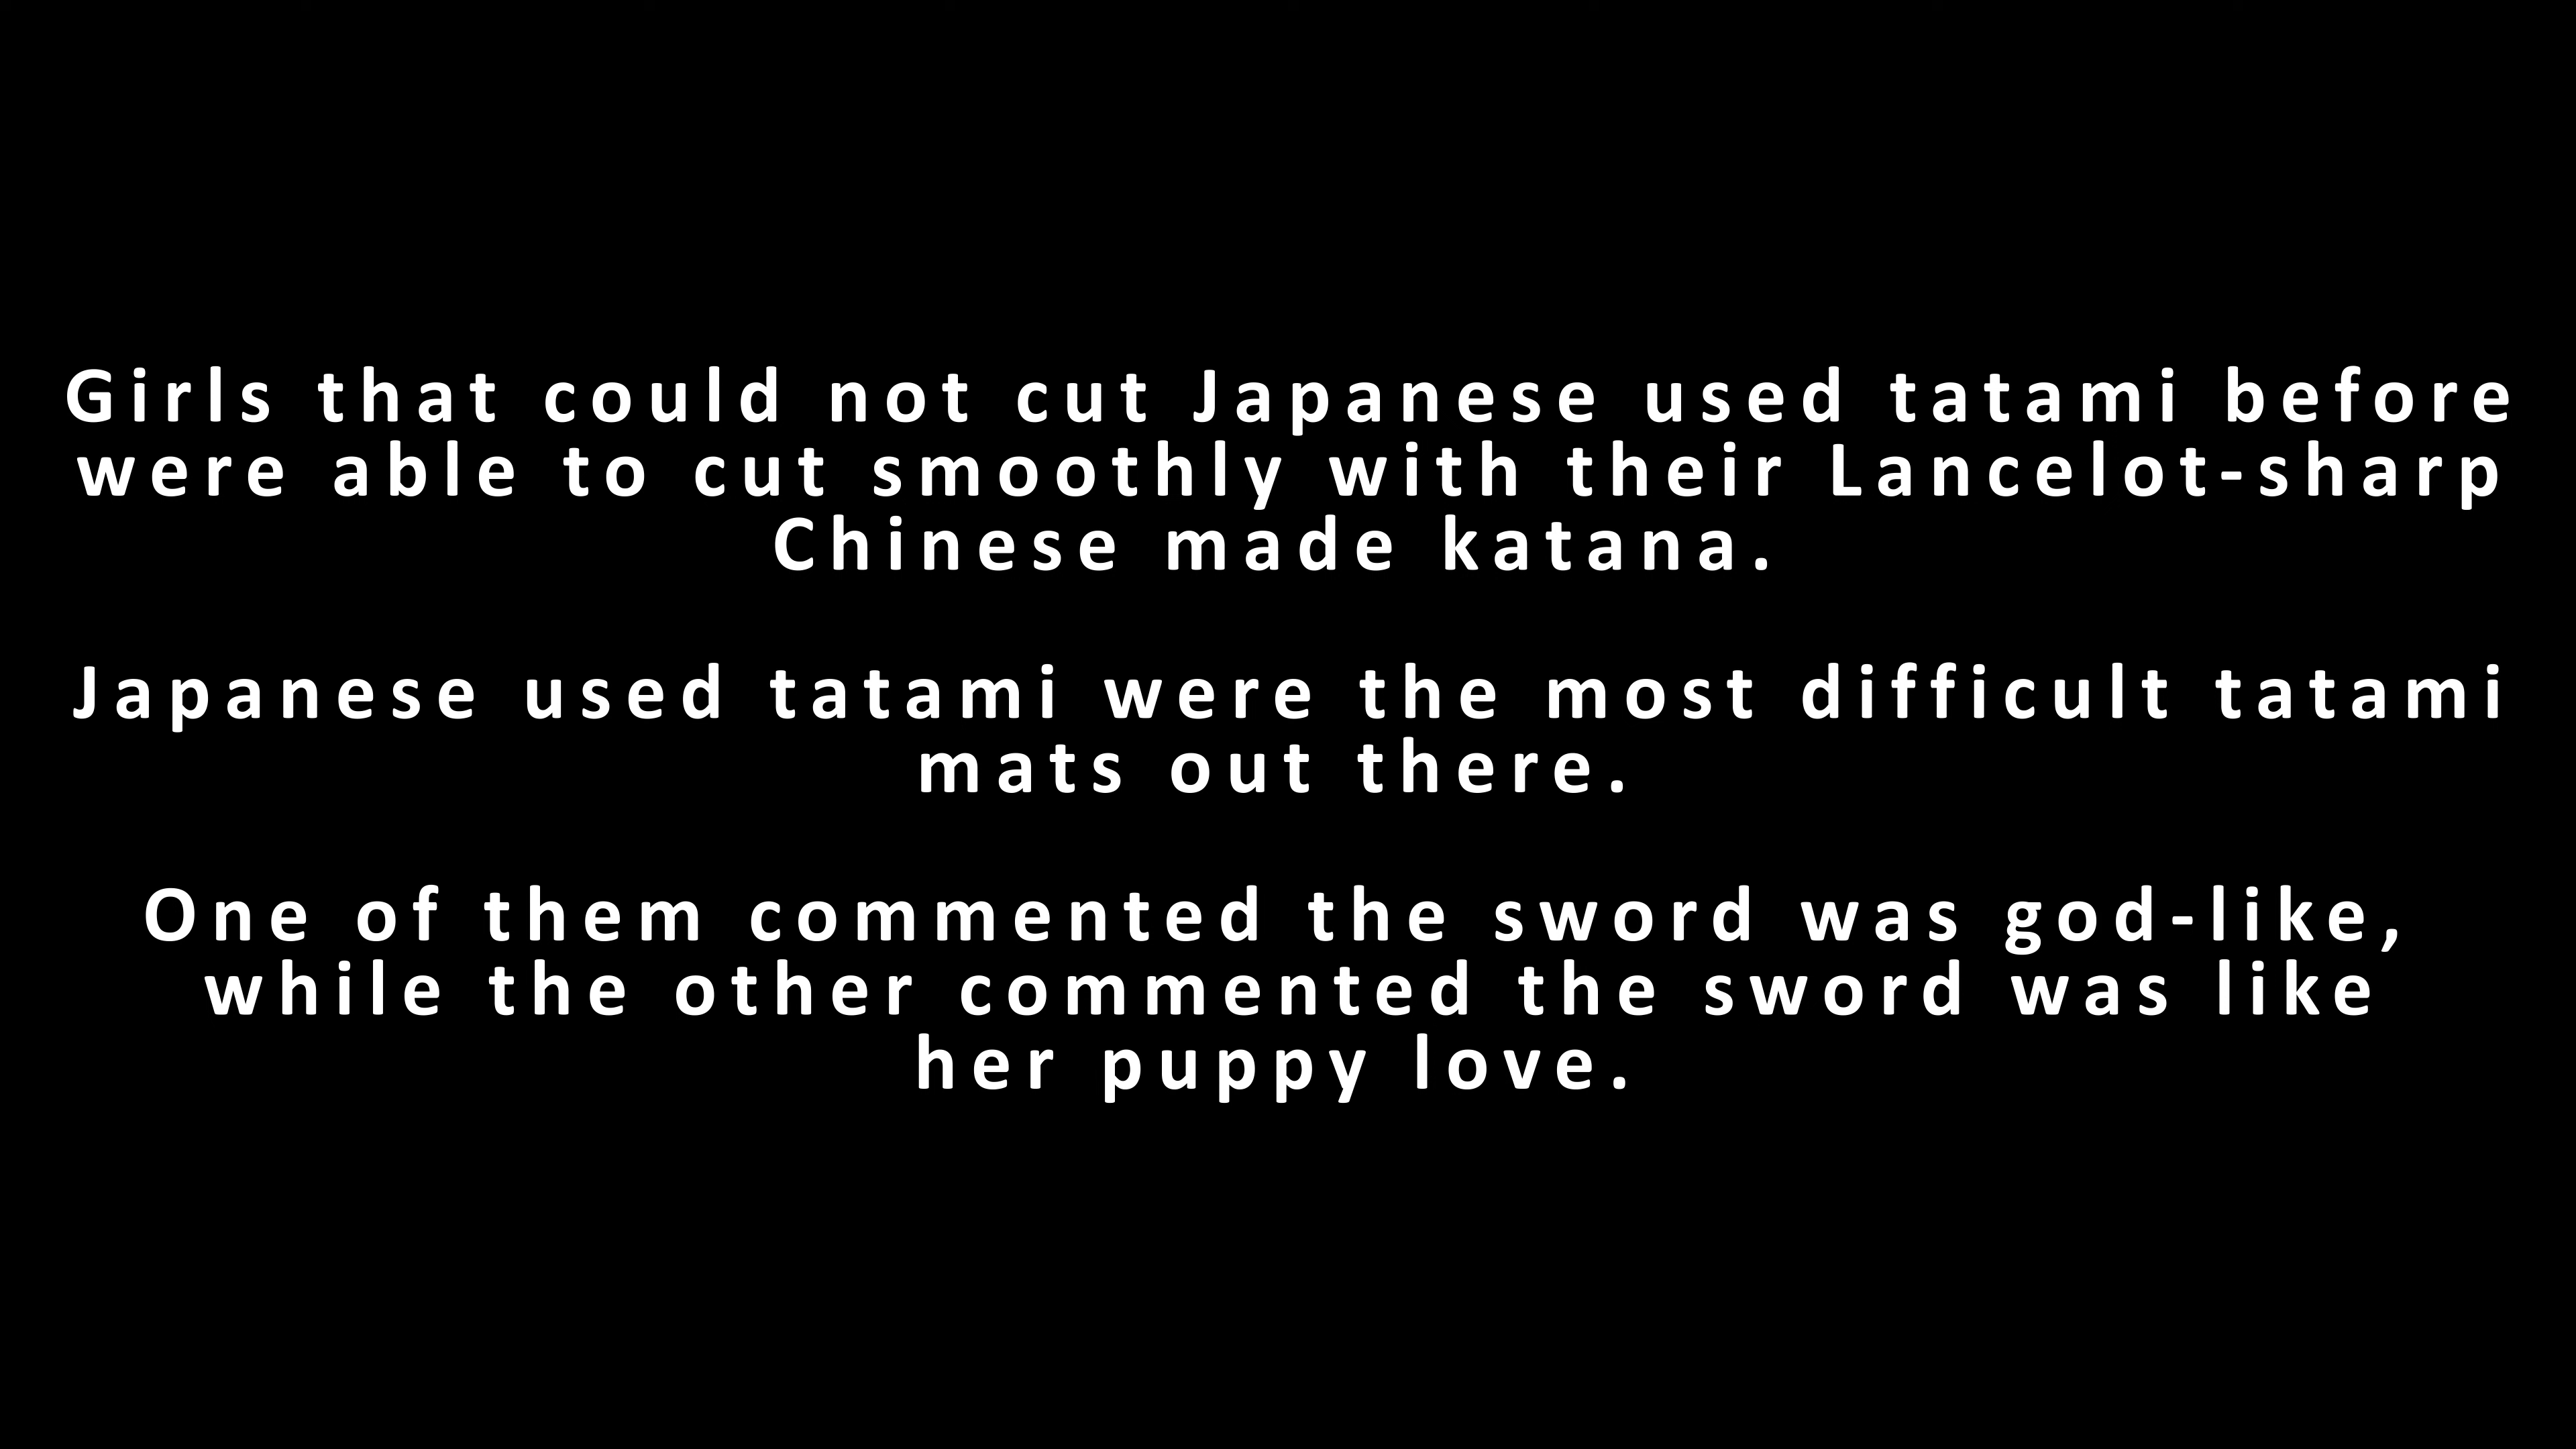 Girls that could not cut Japanese used tatami before
were able to cut smoothly with their Lancelot-sharp
Chinese made katana.
Japanese used tatami were the most difficult tatami
mats out there.
One of them commented the sword was god-like,
while the other commented the sword was like
her puppy love.